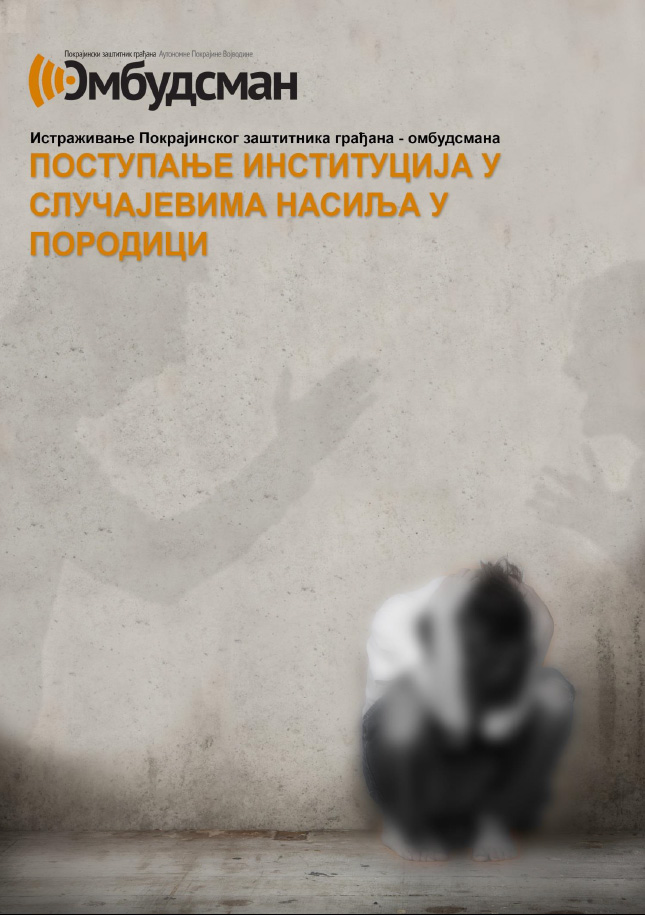 Покрајински заштитник грађана Аутономне Покрајине Војводине
Омбудсман
Истраживање Покрајинског заштитника грађана - омбудсмана
ПОСТУПАЊЕ ИНСТИТУЦИЈА У
СЛУЧАЈЕВИМА НАСИЉА У
ПОРОДИЦИ